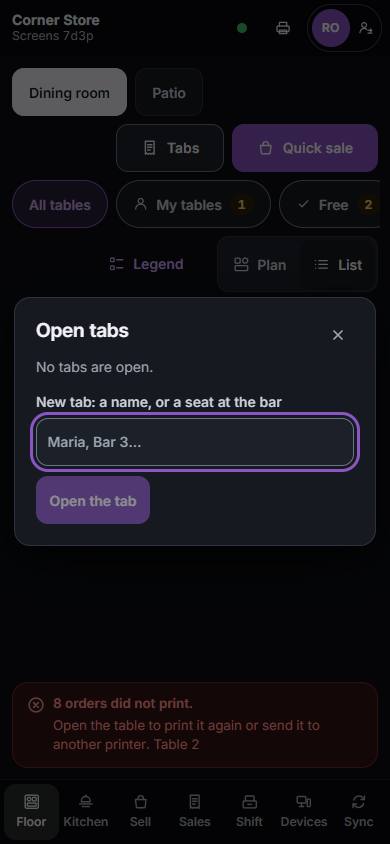 Corner Store
Screens 7d3p
RO
Dining room
Patio
Tabs
Quick sale
All tables
My tables 1
Free 2
Legend
Plan
List
Open tabs
No tabs are open.
New tab: a name, or a seat at the bar
Maria, Bar 3...
Open the tab
8 orders did not print.
Open the table to print it again or send it to
another printer. Table 2
Floor
Kitchen
Sell
Sales
Shift
Devices
Sync